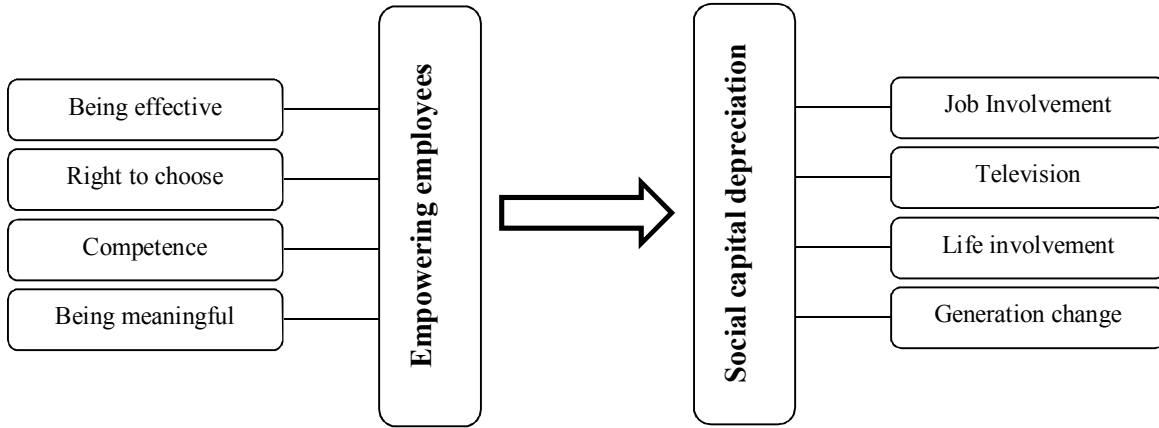 Being effective
Right to choose
Competence
Being meaningful
Empowering employees
Social capital depreciation
Job Involvement
Television
Life involvement
Generation change